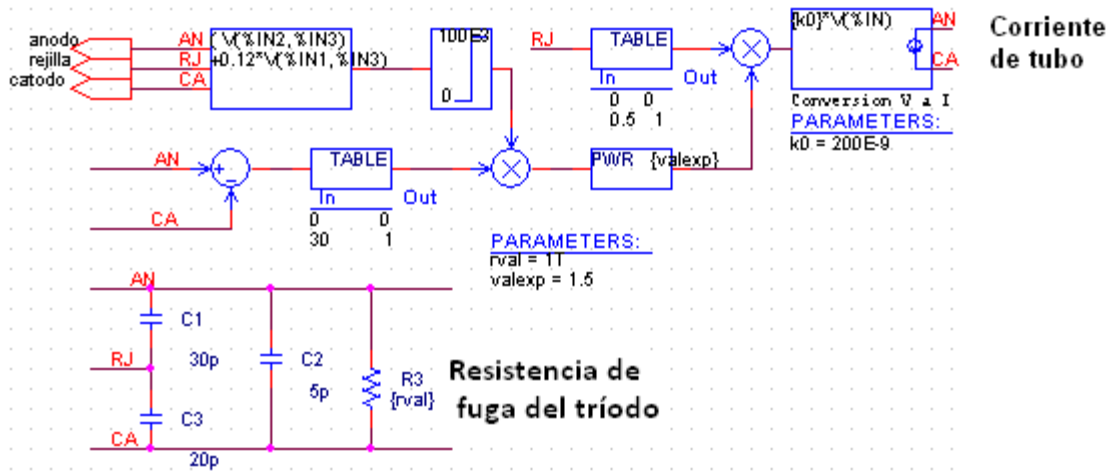 anodo
rejilla
catodo
AN
RJ
CA
( V(%IN2,%IN3)
+0.12*V(%IN1,%IN3)
100E3
0
RJ
TABLE
In
Out
0 0
0.5 1
{k0}*V(%IN)
AN
CA
Conversion V a I
PARAMETERS:
k0 = 200E-9
Corriente
de tubo
AN
CA
+
-
TABLE
In
Out
0 0
30 1
PWR
{valexp}
PARAMETERS:
rval = 1T
valexp = 1.5
AN
RJ
CA
C1
30p
C3
20p
C2
5p
R3
{rval}
Resistencia de
fuga del tríodo